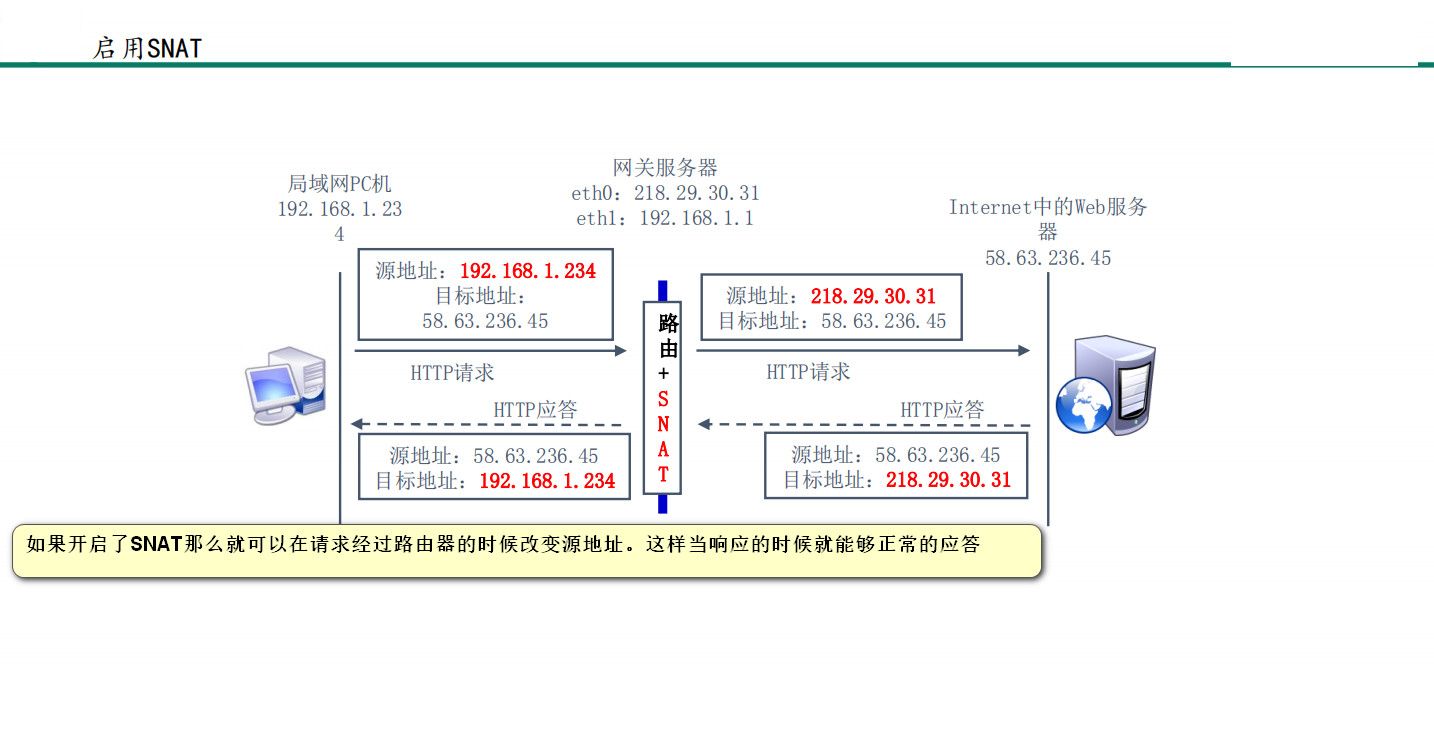 启用SNAT
局域网PC机
192.168.1.23
4
网关服务器
eth0：218.29.30.31
eth1：192.168.1.1
Internet中的Web服务
器
58.63.236.45
源地址：192.168.1.234
目标地址：
58.63.236.45
源地址：218.29.30.31
目标地址：58.63.236.45
路
由
+
S
N
A
T
HTTP请求
HTTP请求
HTTP应答
HTTP应答
源地址：58.63.236.45
目标地址：192.168.1.234
源地址：58.63.236.45
目标地址：218.29.30.31
如果开启了SNAT那么就可以在请求经过路由器的时候改变源地址。这样当响应的时候就能够正常的应答